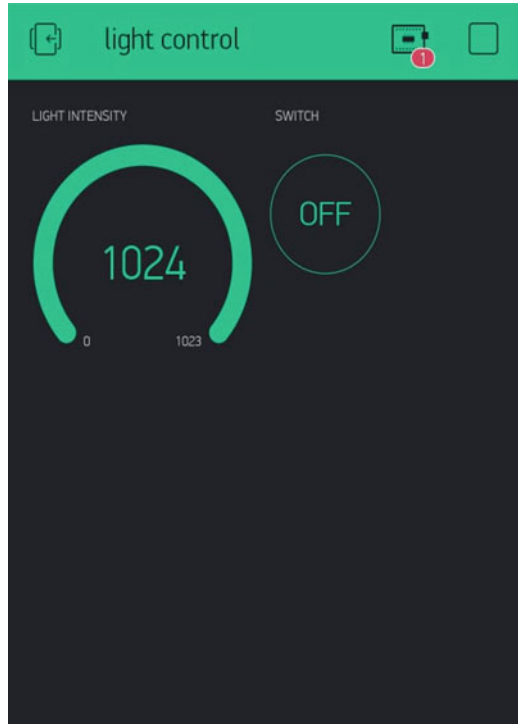 light control
1
LIGHT INTENSITY
SWITCH
OFF
1024
0
1023